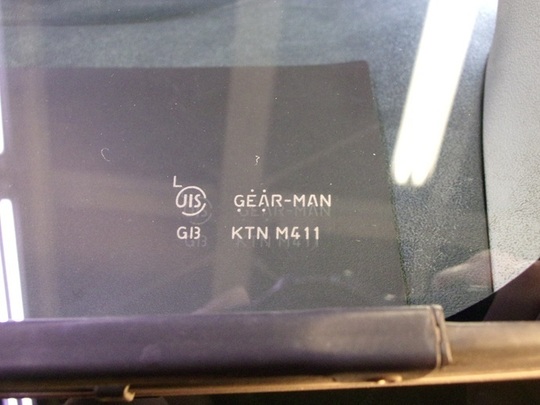 L
JIS GEAR-MAN
GB KTN M411